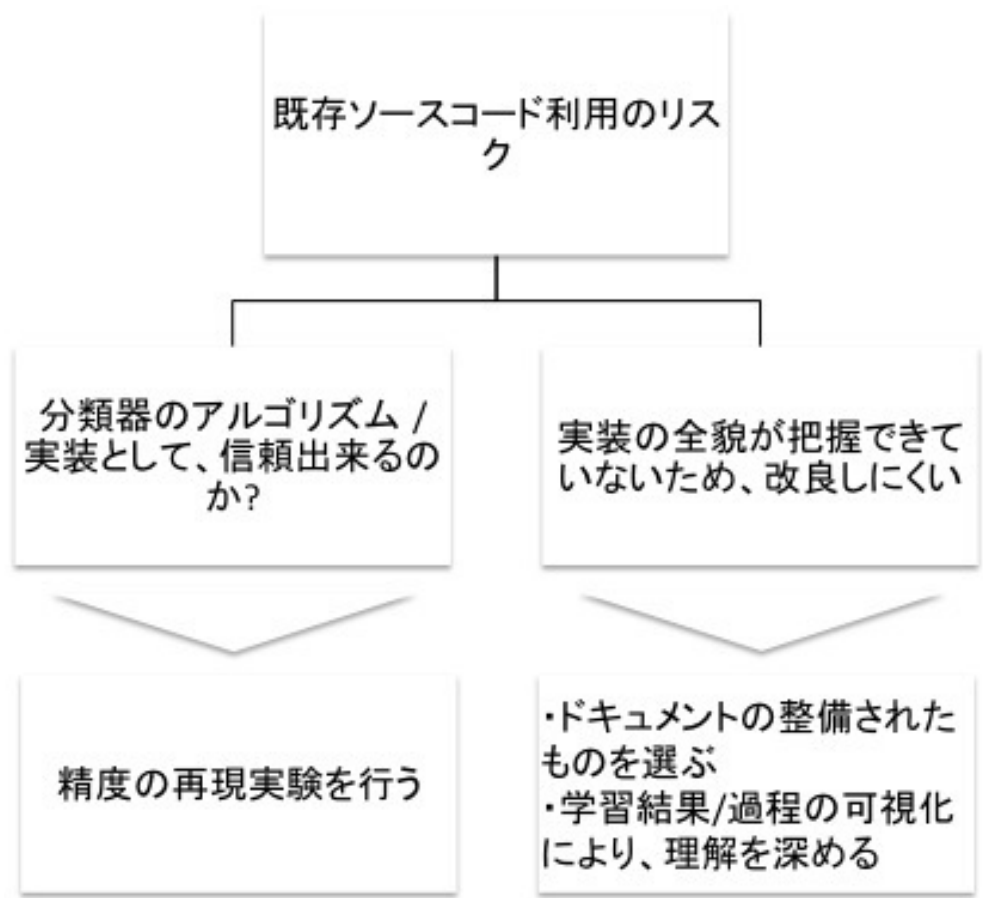 既存ソースコード利用のリス
ク
分類器のアルゴリズム /
実装として、信頼出来るの
か?
実装の全貌が把握できて
いないため、改良しにくい
精度の再現実験を行う
・ドキュメントの整備された
ものを選ぶ
・学習結果/過程の可視化
により、理解を深める